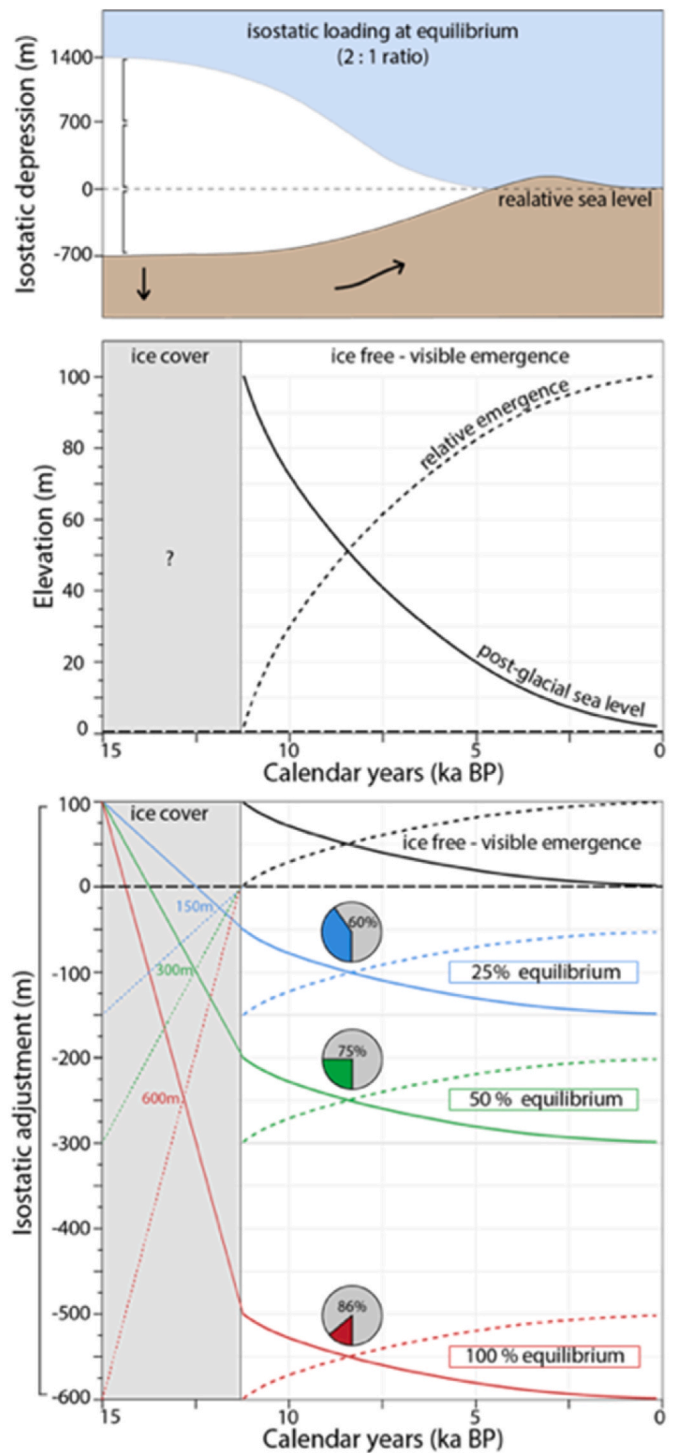 isostatic loading at equilibrium
(2 : 1 ratio)
Isostatic depression (m)
1400
700
0
-700
realative sea level
ice cover
ice free - visible emergence
Elevation (m)
100
80
60
40
20
0
?
relative emergence
post-glacial sea level
15
10
5
0
Calendar years (ka BP)
Isostatic adjustment (m)
100
0
-100
-200
-300
-400
-500
-600
ice cover
ice free - visible emergence
150m
60%
25% equilibrium
300m
75%
50 % equilibrium
600m
86%
100 % equilibrium
15
10
5
0
Calendar years (ka BP)